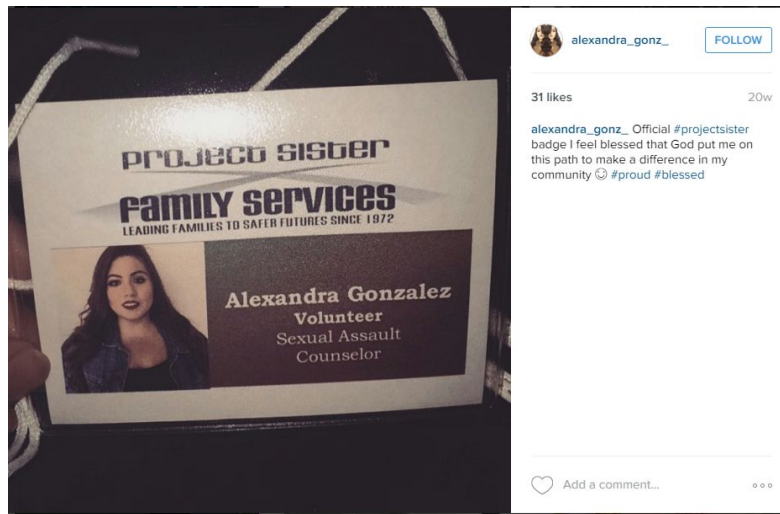 PROJECT SISTER
FAMILY SERVICES
LEADING FAMILIES TO SAFER FUTURES SINCE 1972
Alexandra Gonzalez
Volunteer
Sexual Assault
Counselor
alexandra_gonz_
FOLLOW
31 likes
20w
alexandra_gonz_ Official #projectsister
badge I feel blessed that God put me on
this path to make a difference in my
community 😊 #proud #blessed
Add a comment...